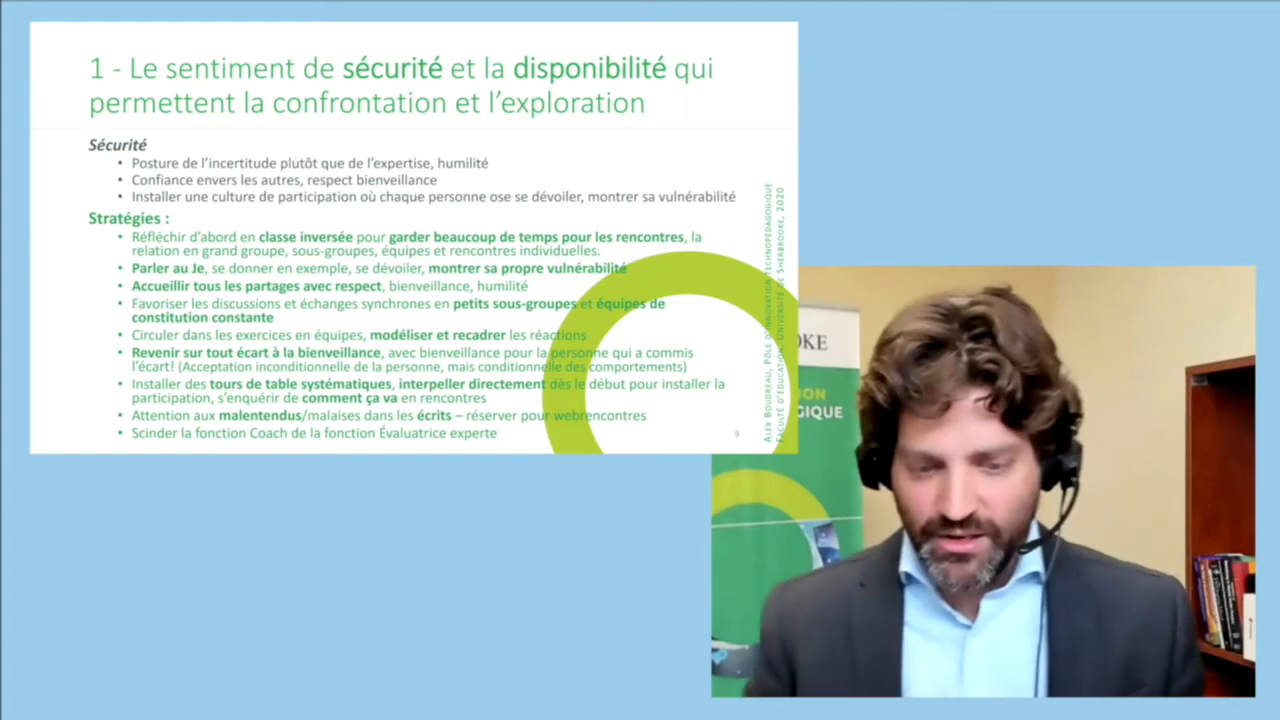 1 - Le sentiment de sécurité et la disponibilité qui
permettent la confrontation et l'exploration
Sécurité
• Posture de l'incertitude plutôt que de l'expertise, humilité
• Confiance envers les autres, respect bienveillance
• Installer une culture de participation où chaque personne ose se dévoiler, montrer sa vulnérabilité
Stratégies :
• Réfléchir d'abord en classe inversée pour garder beaucoup de temps pour les rencontres, la
relation en grand groupe, sous-groupes, équipes et rencontres individuelles.
• Parler au Je, se donner en exemple, se dévoiler, montrer sa propre vulnérabilité
• Accueillir tous les partages avec respect, bienveillance, humilité
• Favoriser les discussions et échanges synchrones en petits sous-groupes et équipes de
constitution constante
• Circuler dans les exercices en équipes, modéliser et recadrer les réactions
• Revenir sur tout écart à la bienveillance, avec bienveillance pour la personne qui a commis
l'écart! (Acceptation inconditionnelle de la personne, mais conditionnelle des comportements)
• Installer des tours de table systématiques, interpeller directement dès le début pour installer la
participation, s'enquérir de comment ça va en rencontres
• Attention aux malentendus/malaises dans les écrits – réserver pour webrencontres
• Scinder la fonction Coach de la fonction Évaluatrice experte
9
Alex Boudreau, Pôle d'innovation technopédagogique
Faculté d'éducation, Université de Sherbrooke, 2020
OKE
ION
GIQUE